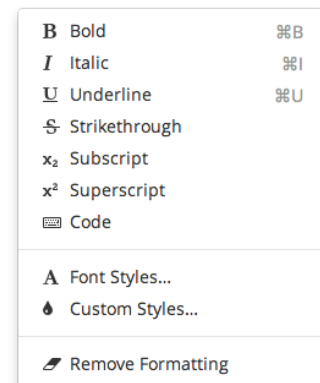 B Bold ⌘B
I Italic ⌘I
U Underline ⌘U
S Strikethrough
x₂ Subscript
x² Superscript
Code
A Font Styles...
Custom Styles...
Remove Formatting